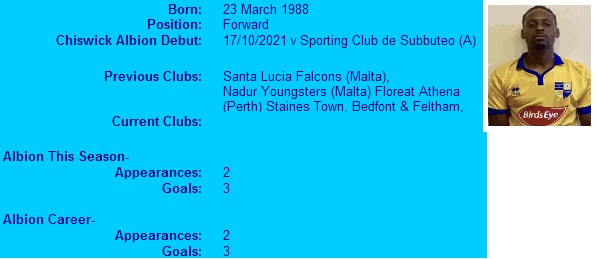 Born: 23 March 1988
Position: Forward
Chiswick Albion Debut: 17/10/2021 v Sporting Club de Subbuteo (A)
Previous Clubs: Santa Lucia Falcons (Malta),
Nadur Youngsters (Malta) Floreat Athena
(Perth) Staines Town, Bedfont & Feltham,
Current Clubs:
Albion This Season-
Appearances: 2
Goals: 3
Albion Career-
Appearances: 2
Goals: 3
BirdsEye